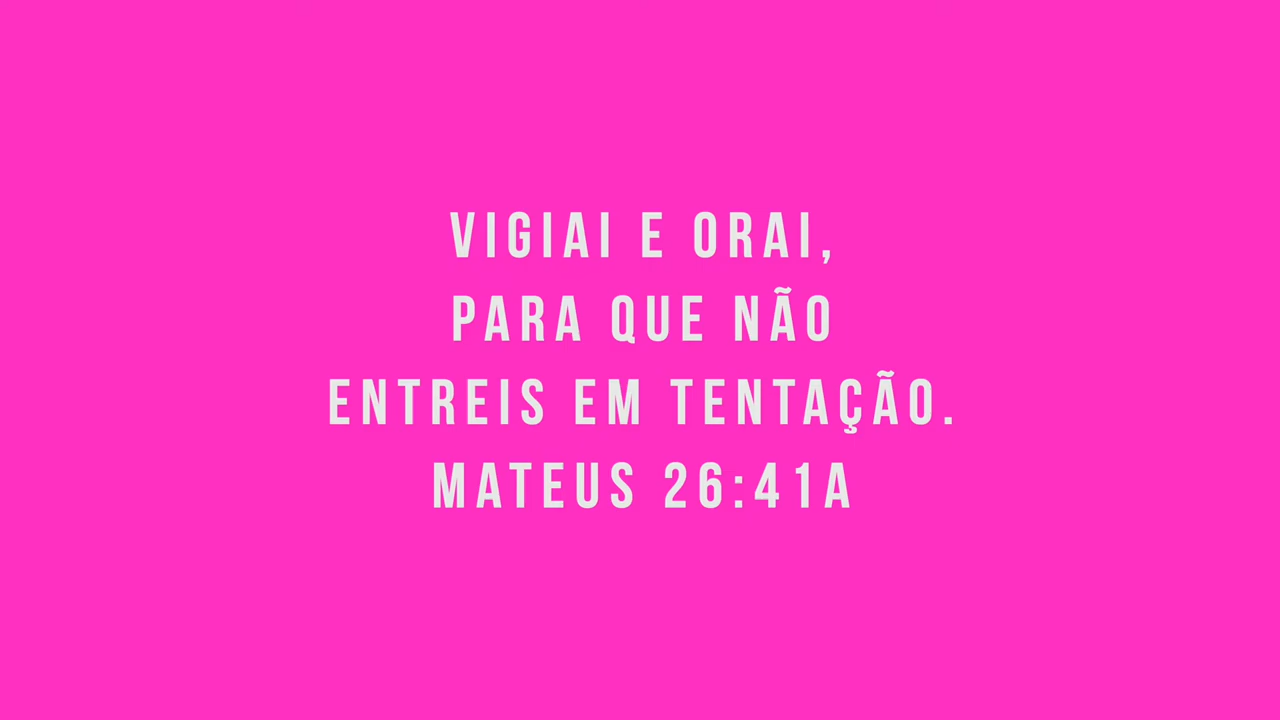 VIGIAI E ORAI,
PARA QUE NÃO
ENTREIS EM TENTAÇÃO.
MATEUS 26:41A